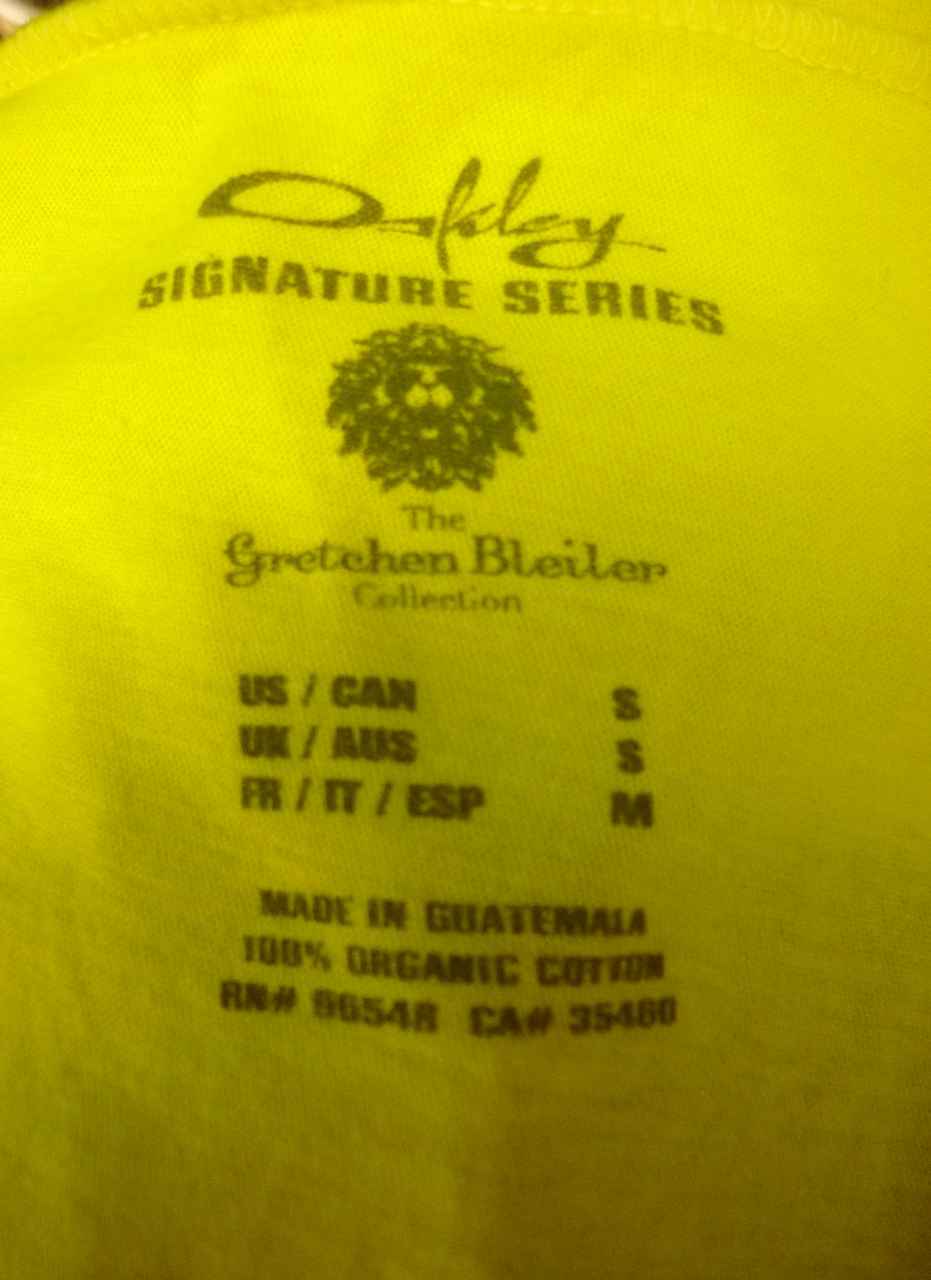 Oakley
SIGNATURE SERIES
The
Gretchen Bleiler
Collection
US / CAN S
UK / AUS S
FR / IT / ESP M
MADE IN GUATEMALA
100% ORGANIC COTTON
RN# CA# 35460